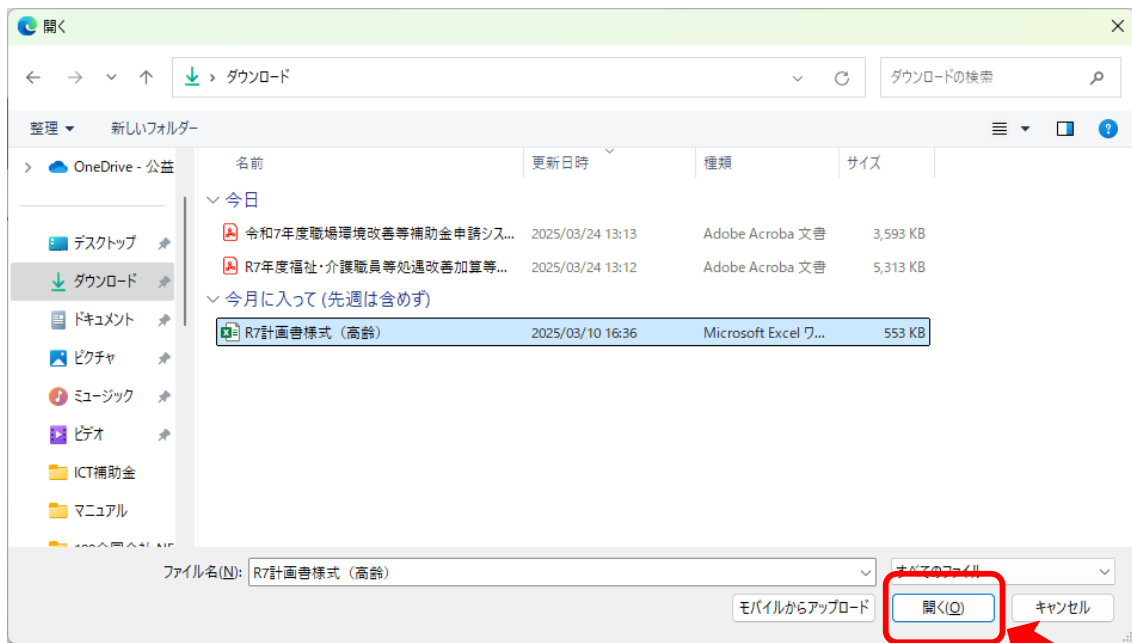 開く
ダウンロード
ダウンロードの検索
整理 新しいフォルダー
名前 更新日時 種類 サイズ
OneDrive - 公益
今日
令和7年度職場環境改善等補助金申請シス... 2025/03/24 13:13 Adobe Acroba 文書 3,593 KB
デスクトップ
R7年度福祉・介護職員等処遇改善加算等... 2025/03/24 13:12 Adobe Acroba 文書 5,313 KB
ダウンロード
今月に入って (先週は含めず)
ドキュメント
R7計画書様式（高齢） 2025/03/10 16:36 Microsoft Excel ワ... 553 KB
ピクチャ
ミュージック
ビデオ
ICT補助金
マニュアル
ファイル名(N): R7計画書様式（高齢） すべてのファイル
モバイルからアップロード 開く(O) キャンセル